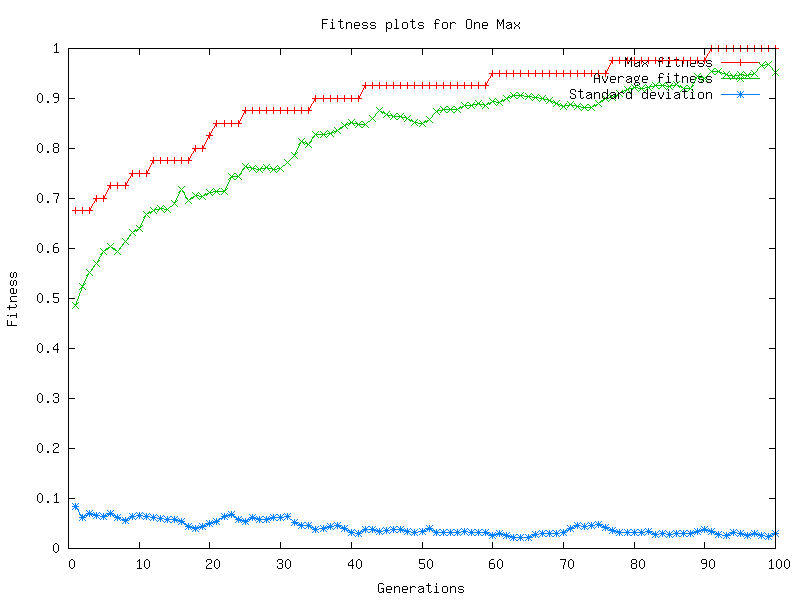 Fitness plots for One Max
1
Max fitness
Average fitness
0.9
Standard deviation
0.8
0.7
0.6
0.5
Fitness
0.4
0.3
0.2
0.1
0
0 10 20 30 40 50 60 70 80 90 100
Generations